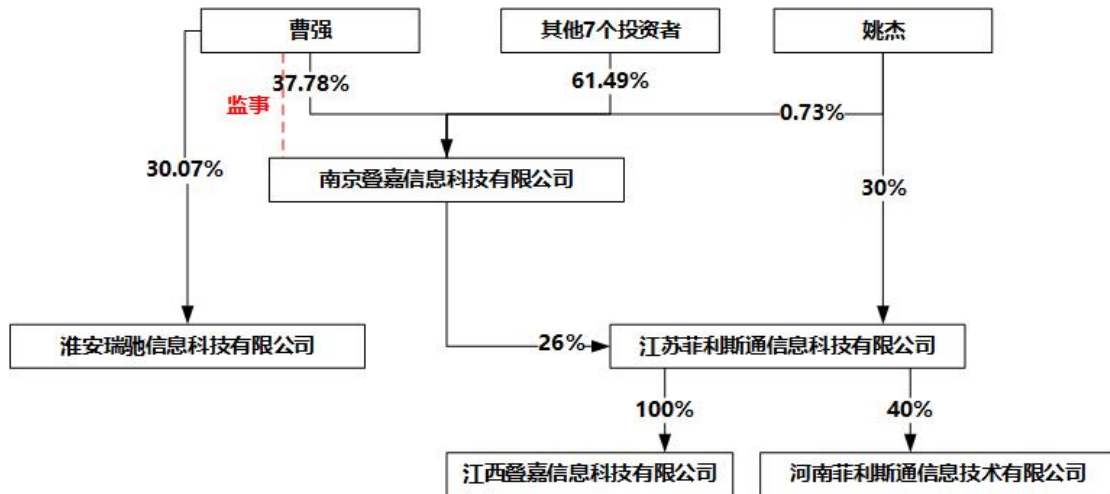 曹强
其他7个投资者
姚杰
37.78%
61.49%
监事
0.73%
30.07%
南京叠嘉信息科技有限公司
30%
淮安瑞驰信息科技有限公司
26%
江苏菲利斯通信息科技有限公司
100%
40%
江西叠嘉信息科技有限公司
河南菲利斯通信息技术有限公司